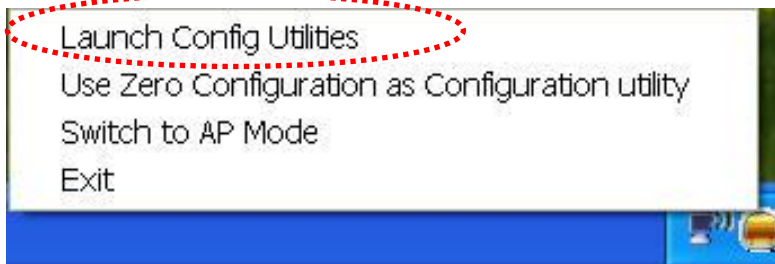 Launch Config Utilities
Use Zero Configuration as Configuration utility
Switch to AP Mode
Exit